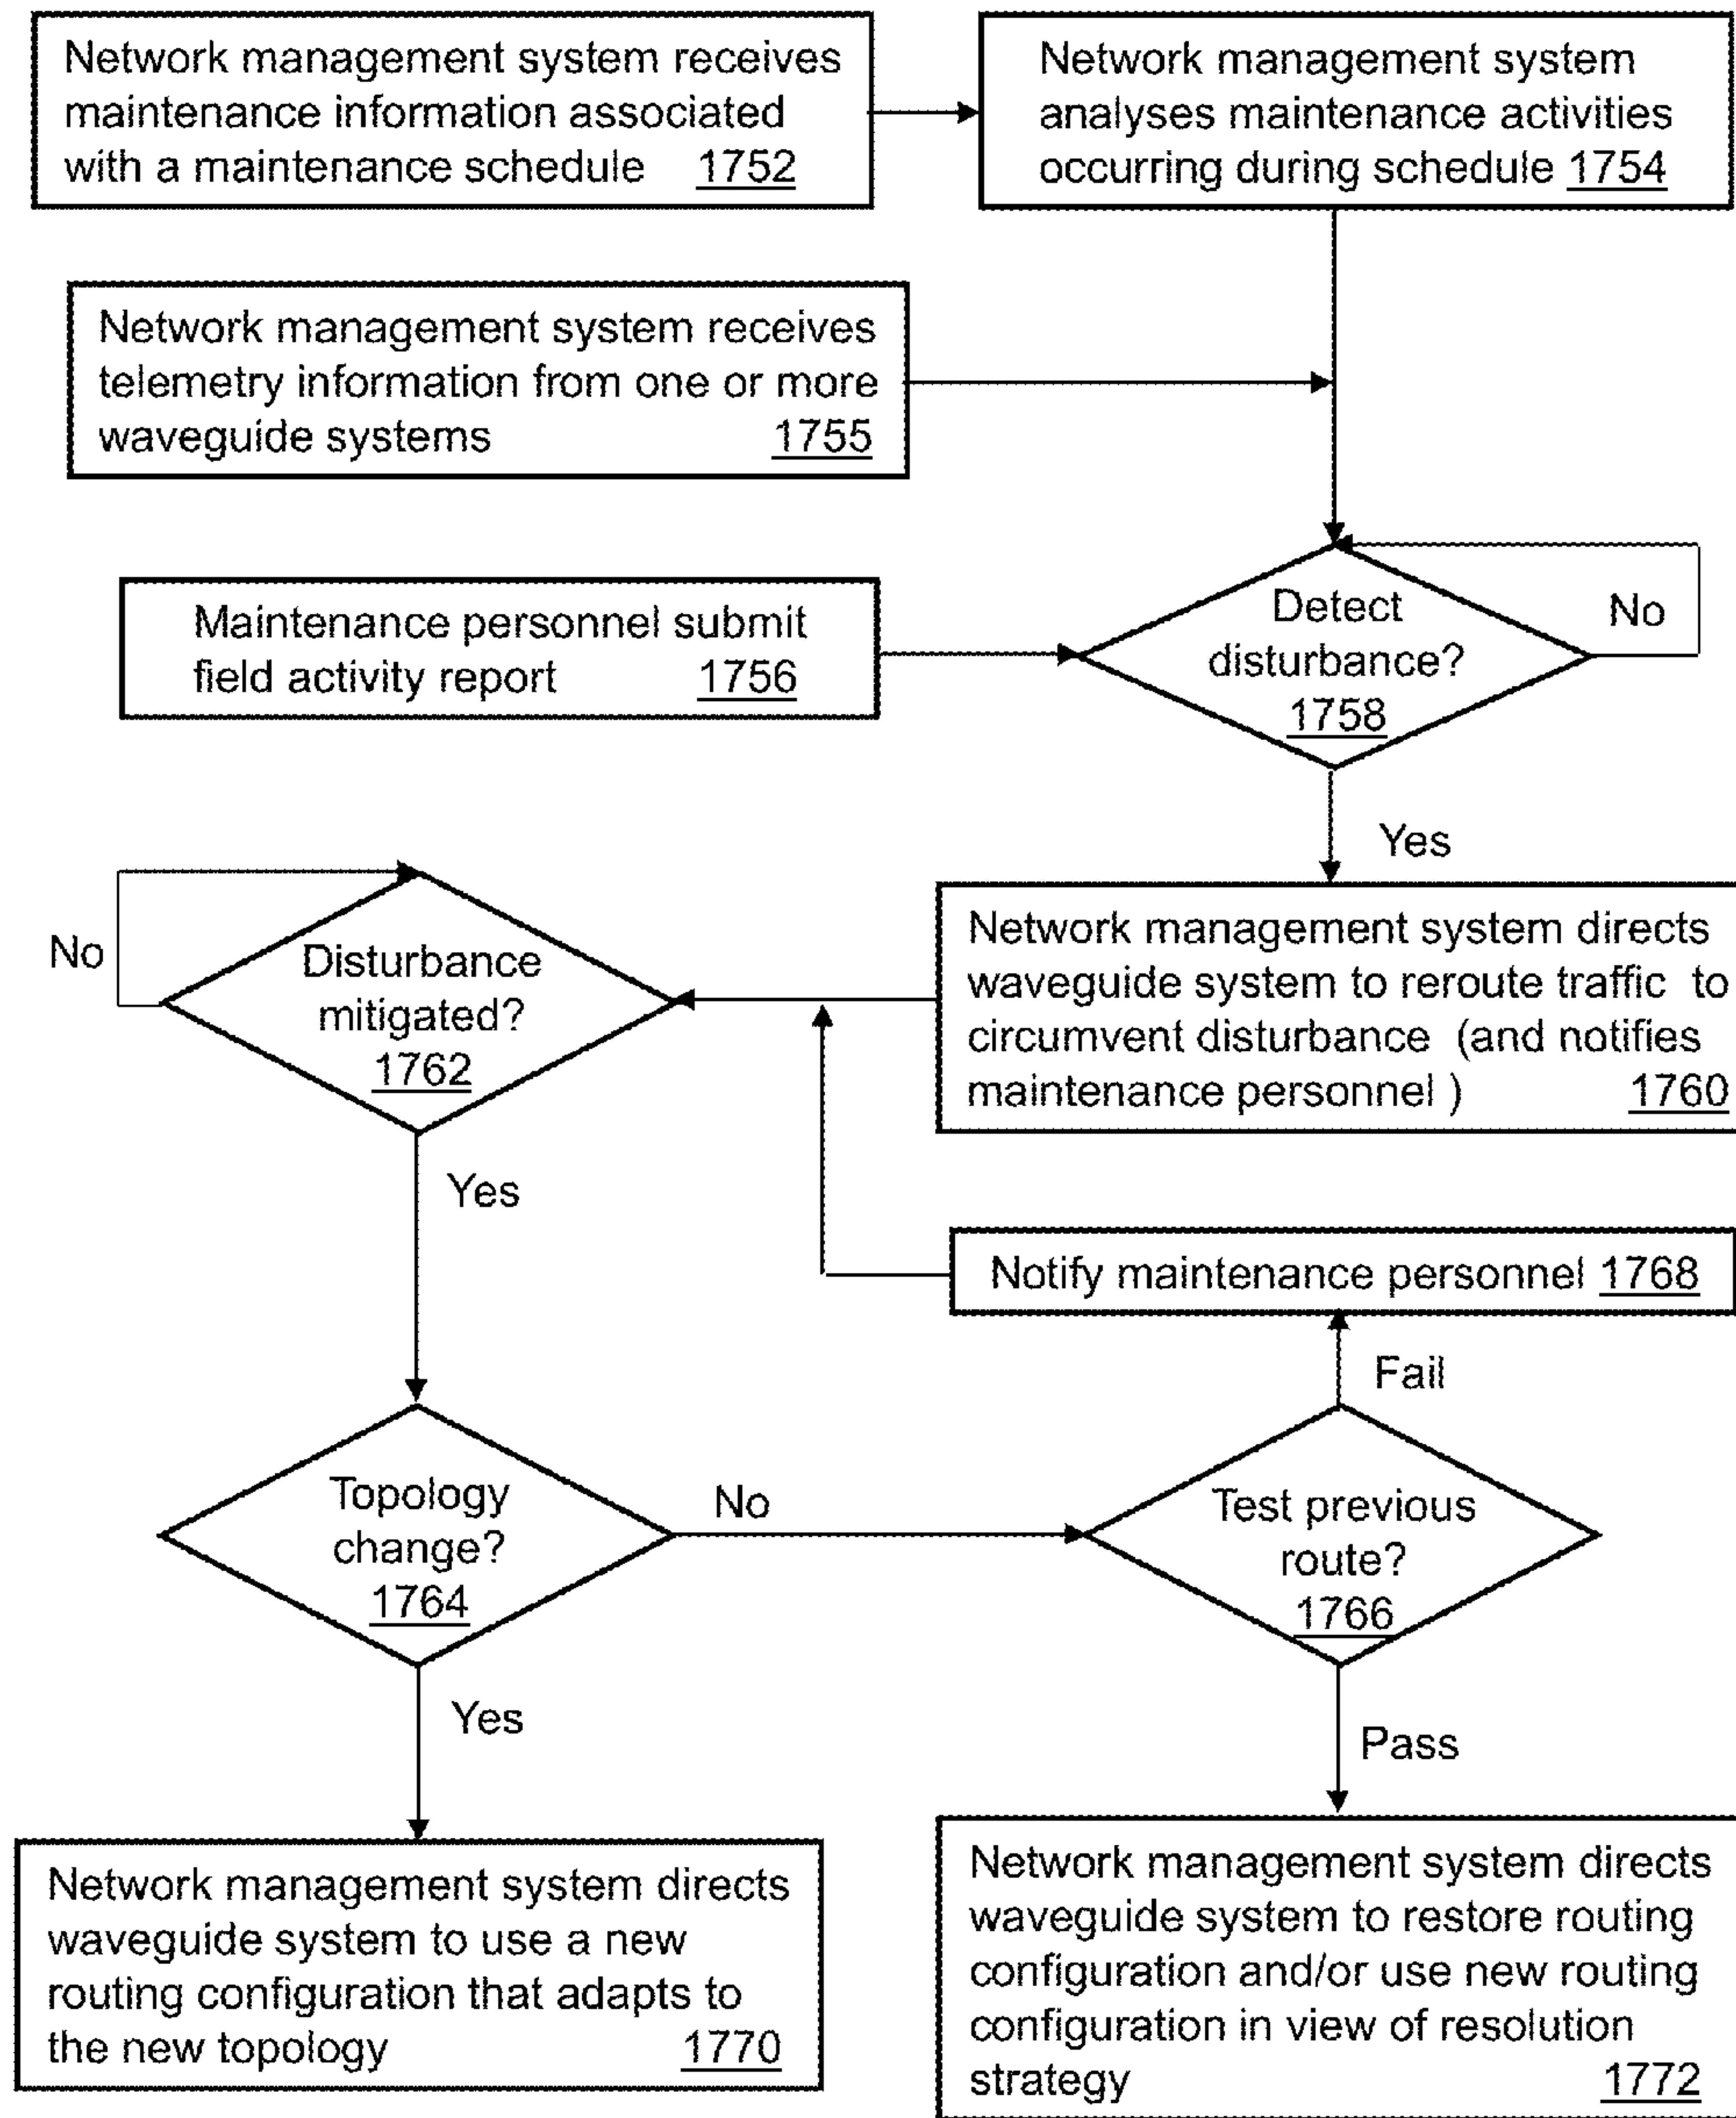 Network management system receives
maintenance information associated
with a maintenance schedule 1752
Network management system
analyses maintenance activities
occurring during schedule 1754
Network management system receives
telemetry information from one or more
waveguide systems 1755
Maintenance personnel submit
field activity report 1756
Detect
disturbance?
1758
No
Yes
Network management system directs
waveguide system to reroute traffic to
circumvent disturbance (and notifies
maintenance personnel ) 1760
No
Disturbance
mitigated?
1762
Yes
Notify maintenance personnel 1768
Fail
Topology
change?
1764
No
Test previous
route?
1766
Yes
Pass
Network management system directs
waveguide system to use a new
routing configuration that adapts to
the new topology 1770
Network management system directs
waveguide system to restore routing
configuration and/or use new routing
configuration in view of resolution
strategy 1772